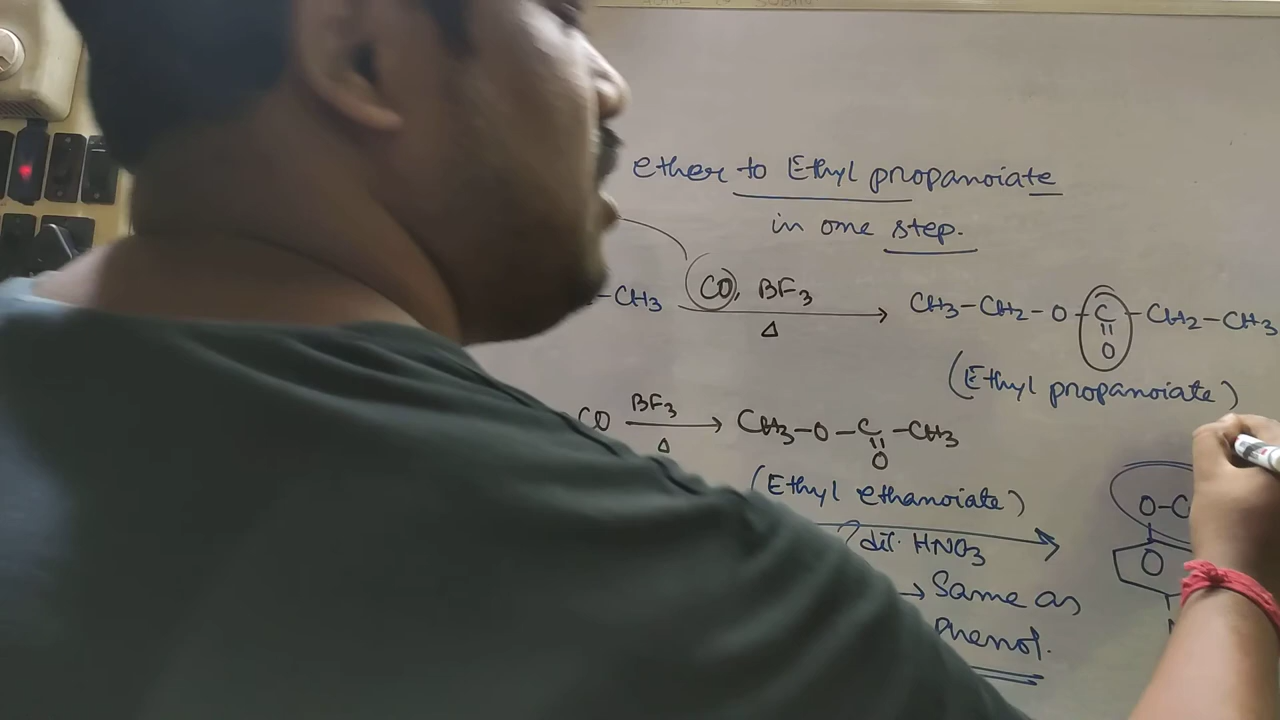 ether to Ethyl propanoiate
in one step.
-CH3 CO, BF3 CH3-CH2-O-C-CH2-CH3
Δ O
(Ethyl propanoiate)
CO BF3 CH3-O-C-CH3
Δ O
(Ethyl ethanoiate)
O-C
dil. HNO3
O
→ Same as
Phenol.